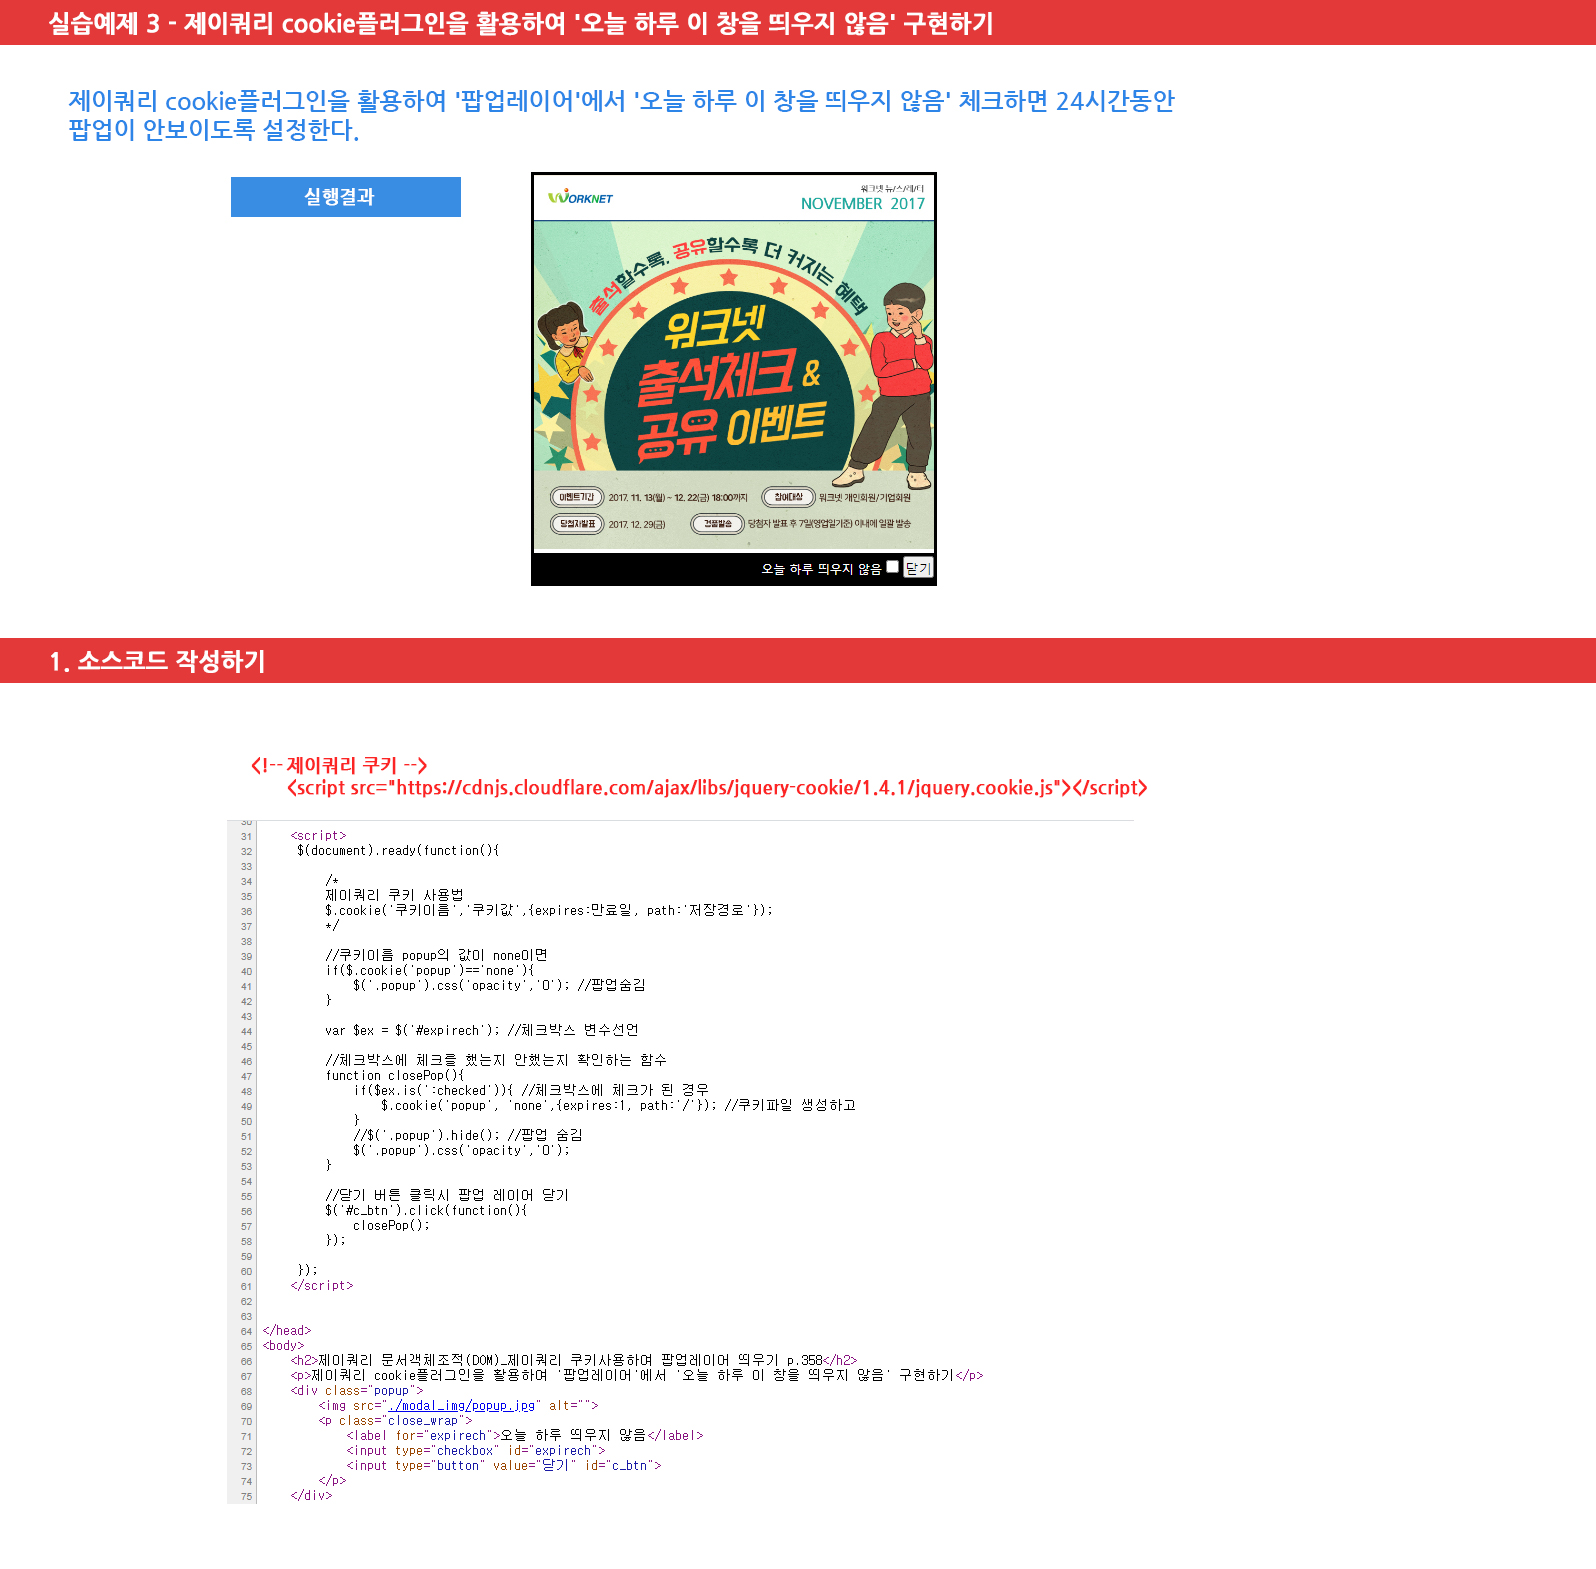 실습예제 3 - 제이쿼리 cookie플러그인을 활용하여 '오늘 하루 이 창을 띄우지 않음' 구현하기
제이쿼리 cookie플러그인을 활용하여 '팝업레이어'에서 '오늘 하루 이 창을 띄우지 않음' 체크하면 24시간동안
팝업이 안보이도록 설정한다.
실행결과
WORKNET
워크넷 뉴/스/레/터
NOVEMBER 2017
출석할수록, 공유할수록 더 커지는 혜택
워크넷
출석체크 &
공유 이벤트
이벤트기간 2017. 11. 13(월) ~ 12. 22(금) 18:00까지 참여대상 워크넷 개인회원/기업회원
당첨자발표 2017. 12. 29(금) 경품발송 당첨자 발표 후 7일(영업일기준) 이내에 일괄 발송
오늘 하루 띄우지 않음 닫기
1. 소스코드 작성하기
<!-- 제이쿼리 쿠키 -->
<script src="https://cdnjs.cloudflare.com/ajax/libs/jquery-cookie/1.4.1/jquery.cookie.js"></script>
30
31 <script>
32 $(document).ready(function(){
33
34 /*
35 제이쿼리 쿠키 사용법
36 $.cookie('쿠키이름','쿠키값',{expires:만료일, path:'저장경로'});
37 */
38
39 //쿠키이름 popup의 값이 none이면
40 if($.cookie('popup')=='none'){
41 $('.popup').css('opacity','0'); //팝업숨김
42 }
43
44 var $ex = $('#expirech'); //체크박스 변수선언
45
46 //체크박스에 체크를 했는지 안했는지 확인하는 함수
47 function closePop(){
48 if($ex.is(':checked')){ //체크박스에 체크가 된 경우
49 $.cookie('popup', 'none',{expires:1, path:'/'}); //쿠키파일 생성하고
50 }
51 //$('.popup').hide(); //팝업 숨김
52 $('.popup').css('opacity','0');
53 }
54
55 //닫기 버튼 클릭시 팝업 레이어 닫기
56 $('#c_btn').click(function(){
57 closePop();
58 });
59
60 });
61 </script>
62
63
64 </head>
65 <body>
66 <h2>제이쿼리 문서객체조적(DOM)_제이쿼리 쿠키사용하여 팝업레이어 띄우기 p.358</h2>
67 <p>제이쿼리 cookie플러그인을 활용하여 '팝업레이어'에서 '오늘 하루 이 창을 띄우지 않음' 구현하기</p>
68 <div class="popup">
69 <img src="./modal_img/popup.jpg" alt="">
70 <p class="close_wrap">
71 <label for="expirech">오늘 하루 띄우지 않음</label>
72 <input type="checkbox" id="expirech">
73 <input type="button" value="닫기" id="c_btn">
74 </p>
75 </div>